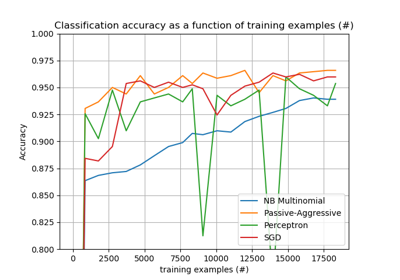 Classification accuracy as a function of training examples (#)
1.000
0.975
0.950
0.925
0.900
0.875
0.850
0.825
0.800
Accuracy
NB Multinomial
Passive-Aggressive
Perceptron
SGD
0 2500 5000 7500 10000 12500 15000 17500
training examples (#)